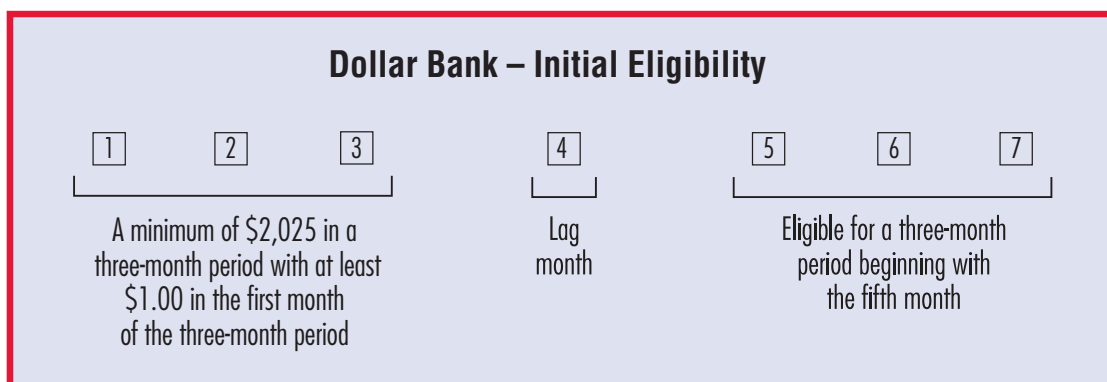 Dollar Bank – Initial Eligibility
1 2 3 4 5 6 7
A minimum of $2,025 in a
three-month period with at least
$1.00 in the first month
of the three-month period
Lag
month
Eligible for a three-month
period beginning with
the fifth month